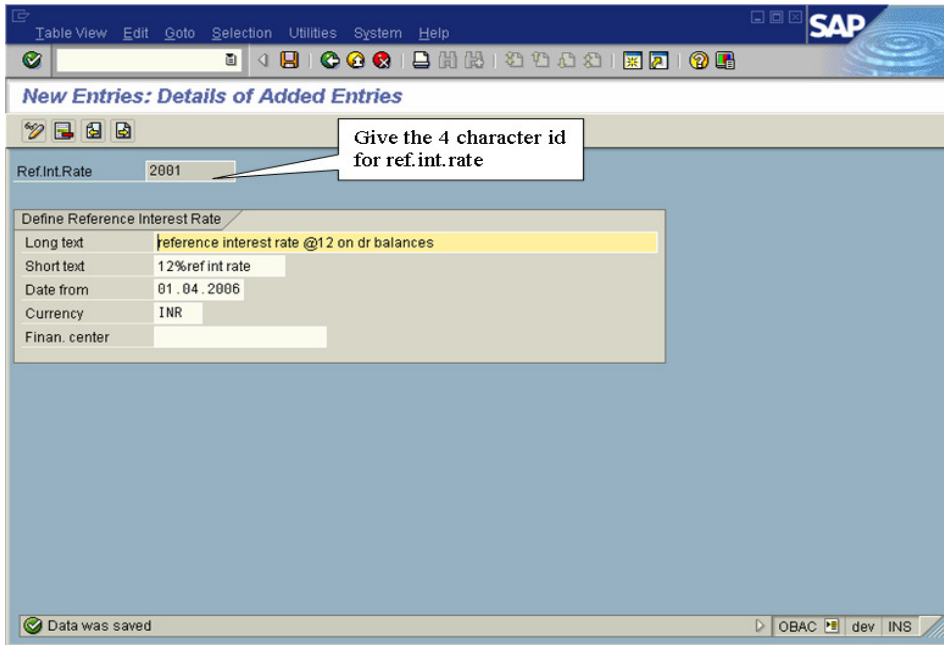 Table View Edit Goto Selection Utilities System Help
SAP
New Entries: Details of Added Entries
Give the 4 character id
for ref.int.rate
Ref.Int.Rate 2001
Define Reference Interest Rate
Long text reference interest rate @12 on dr balances
Short text 12%ref int rate
Date from 01.04.2006
Currency INR
Finan. center
Data was saved
OBAC dev INS